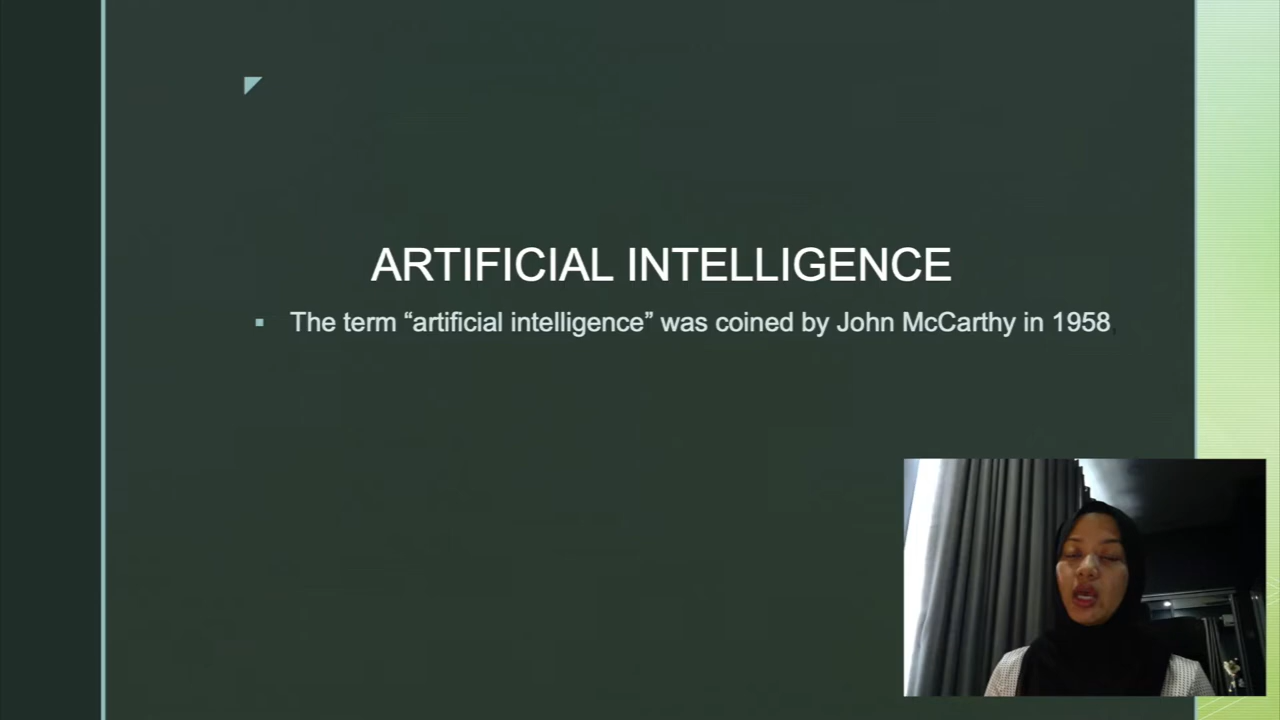 ARTIFICIAL INTELLIGENCE
The term “artificial intelligence” was coined by John McCarthy in 1958